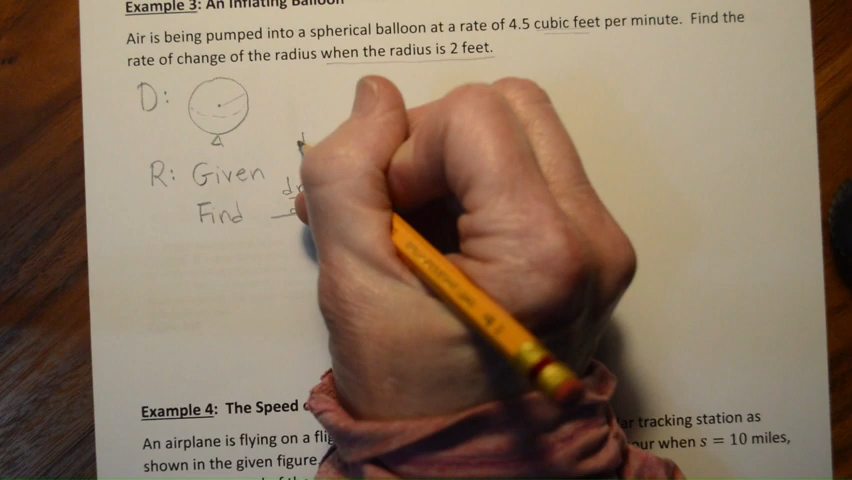 Example 3: An Inflating Balloon
Air is being pumped into a spherical balloon at a rate of 4.5 cubic feet per minute. Find the
rate of change of the radius when the radius is 2 feet.
D:
R: Given
Find dr
Example 4: The Speed
An airplane is flying on a tracking station as
shown in the given figure. when s = 10 miles,